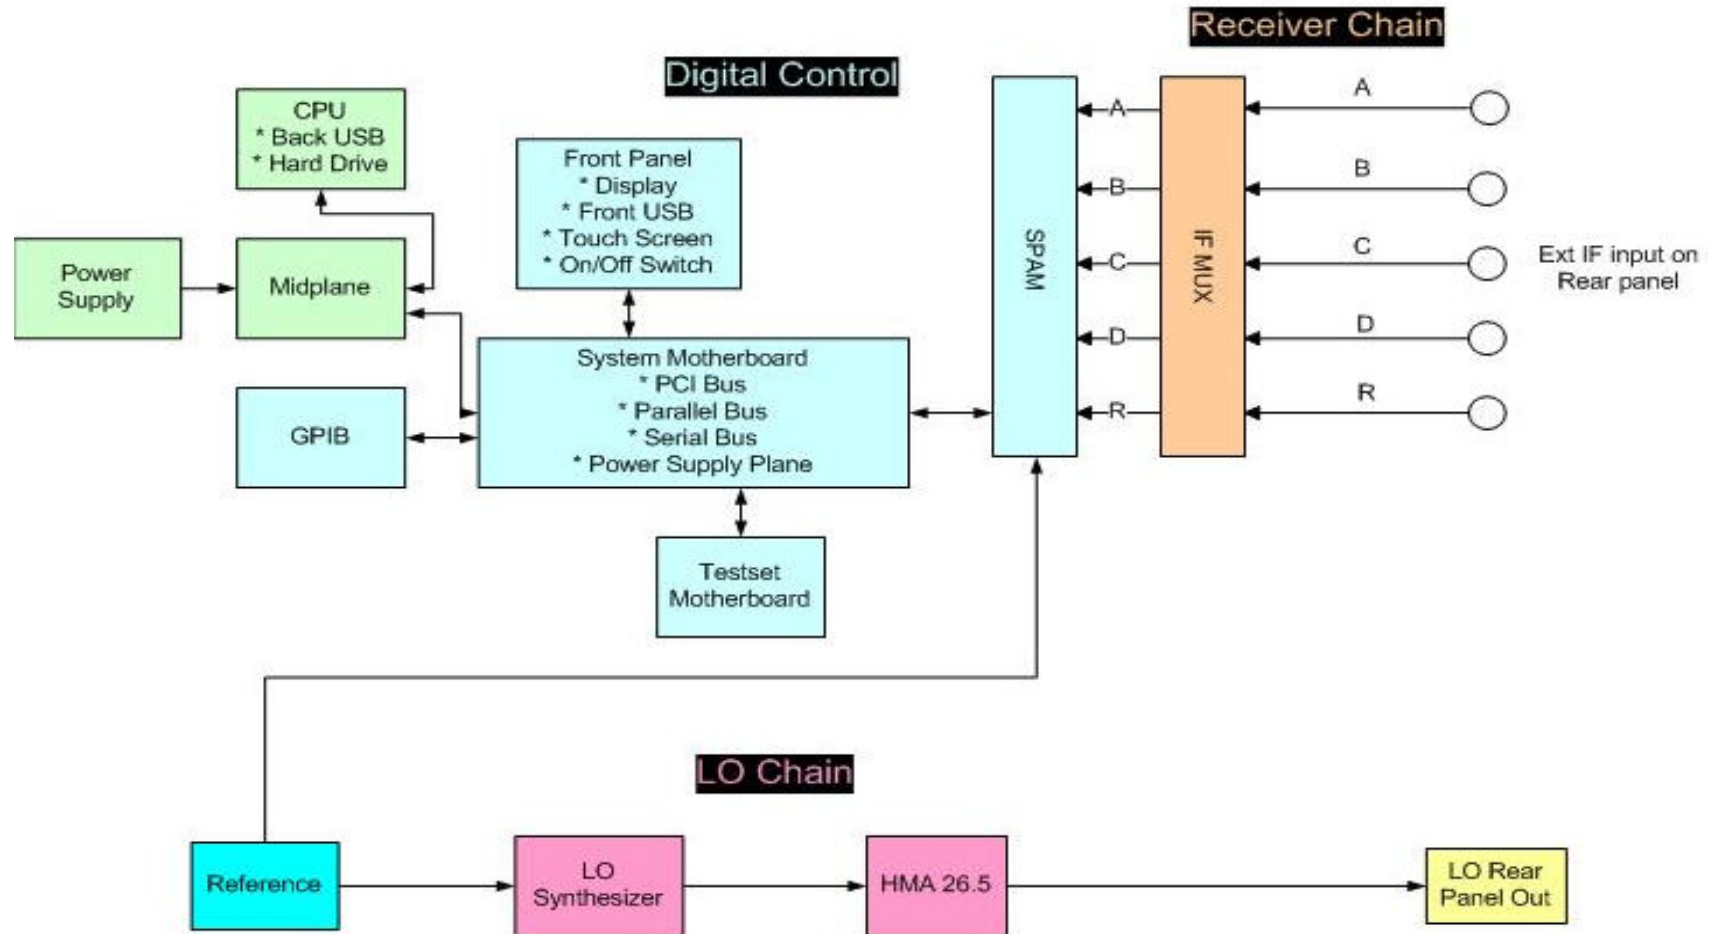 Receiver Chain
Digital Control
CPU
* Back USB
* Hard Drive
Front Panel
* Display
* Front USB
* Touch Screen
* On/Off Switch
Power
Supply
Midplane
GPIB
System Motherboard
* PCI Bus
* Parallel Bus
* Serial Bus
* Power Supply Plane
Testset
Motherboard
SPAM
A
B
C
D
R
IF MUX
A
B
C
D
R
Ext IF input on
Rear panel
LO Chain
Reference
LO
Synthesizer
HMA 26.5
LO Rear
Panel Out